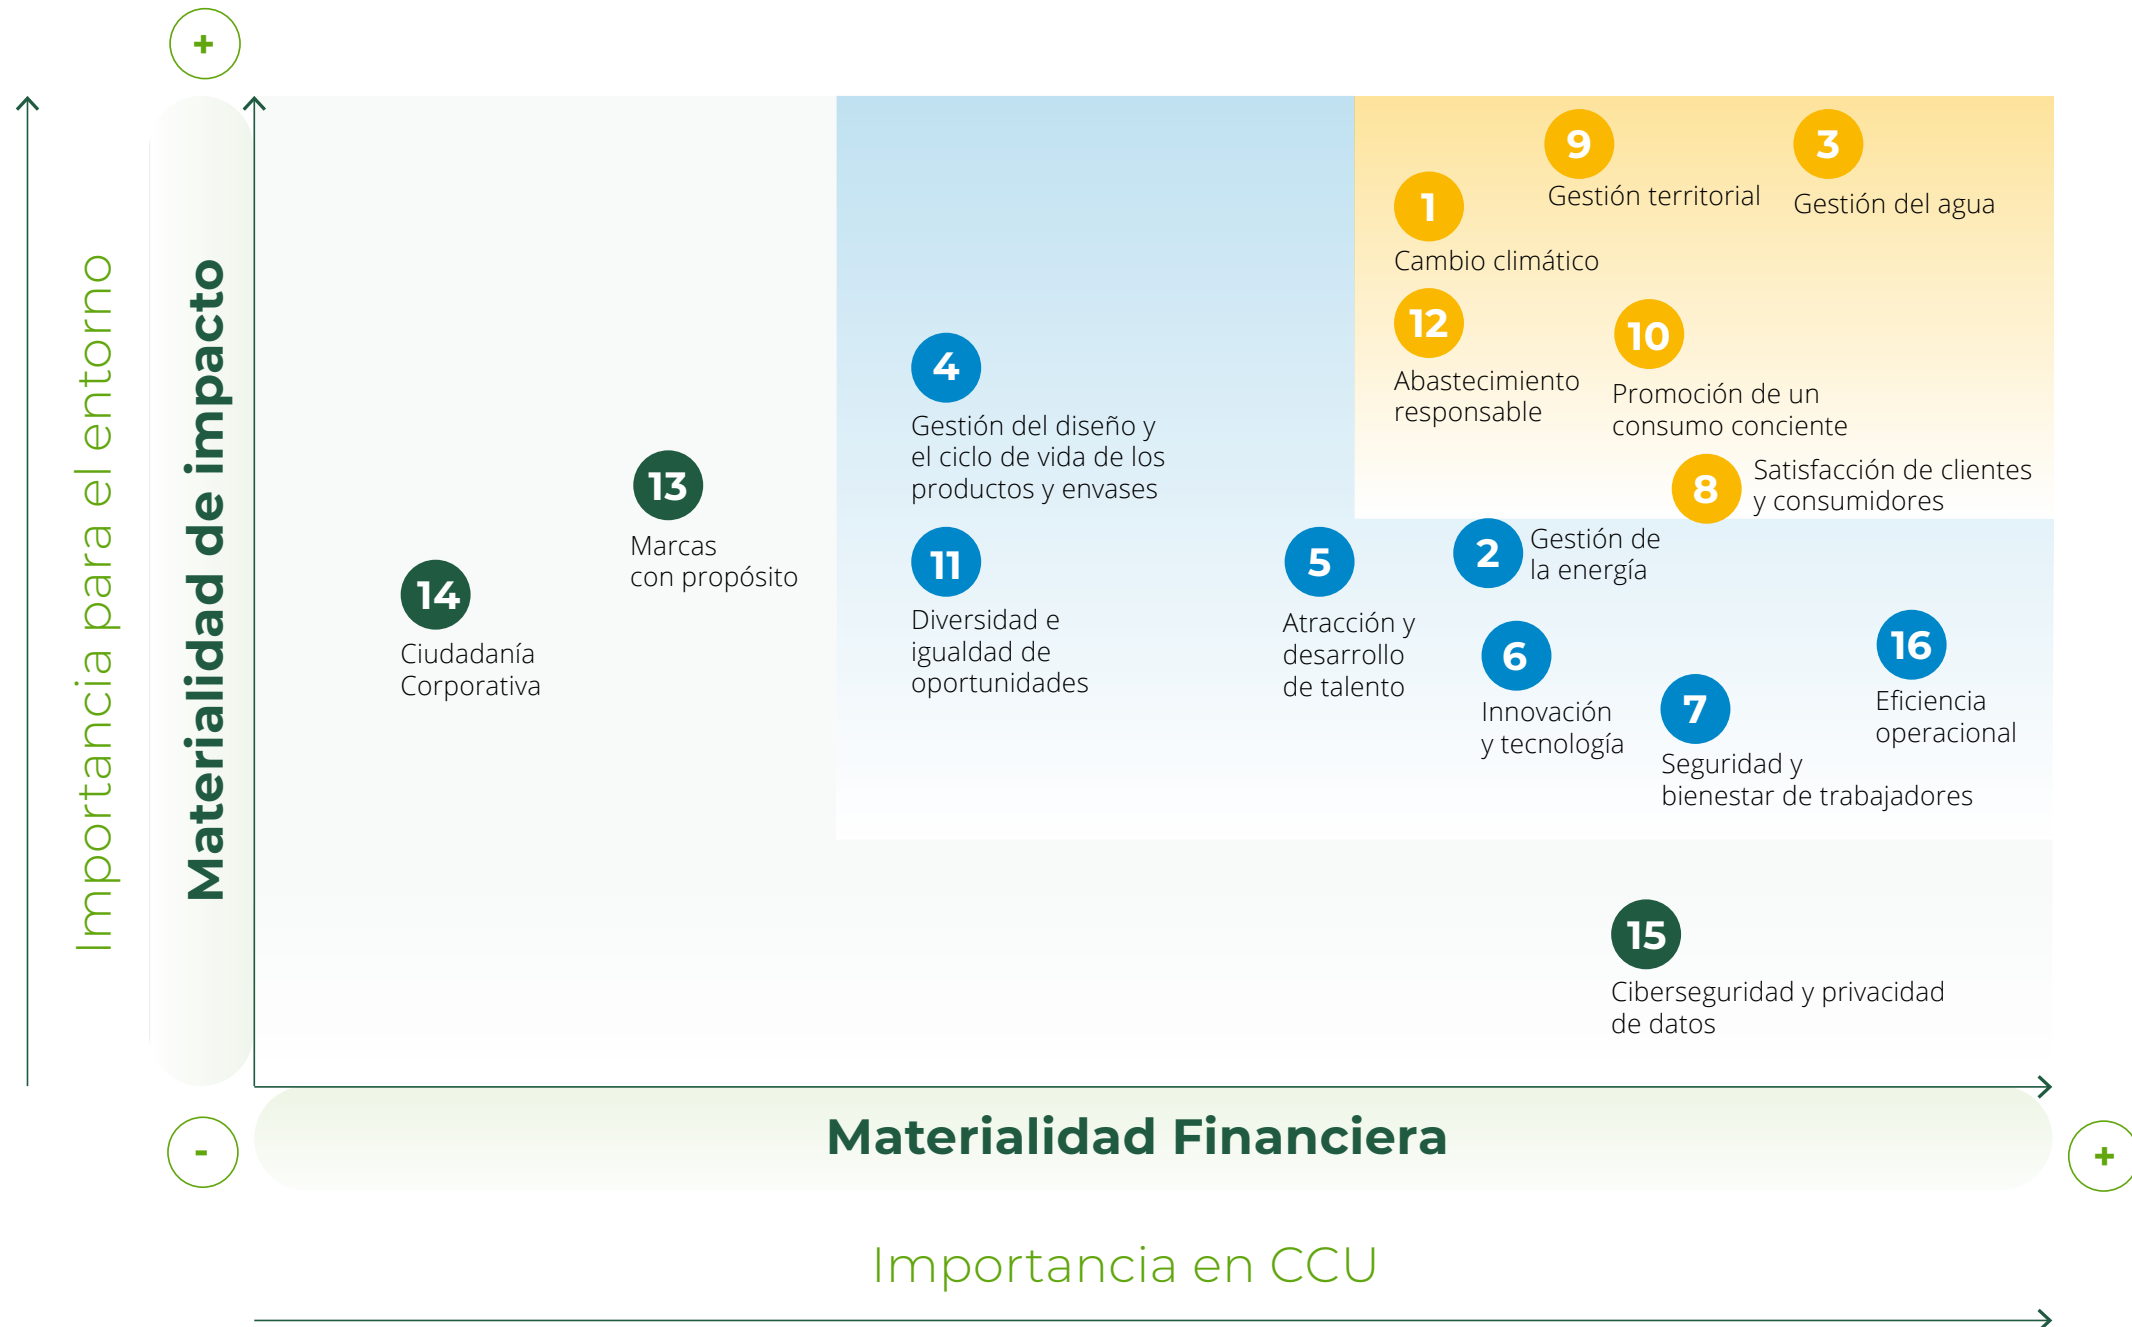 +
Importancia para el entorno
Materialidad de impacto
9
Gestión territorial
3
Gestión del agua
1
Cambio climático
12
Abastecimiento
responsable
10
Promoción de un
consumo conciente
8
Satisfacción de clientes
y consumidores
4
Gestión del diseño y
el ciclo de vida de los
productos y envases
13
Marcas
con propósito
14
Ciudadanía
Corporativa
11
Diversidad e
igualdad de
oportunidades
5
Atracción y
desarrollo
de talento
2
Gestión de
la energía
6
Innovación
y tecnología
7
Seguridad y
bienestar de trabajadores
16
Eficiencia
operacional
15
Ciberseguridad y privacidad
de datos
-
Materialidad Financiera
+
Importancia en CCU